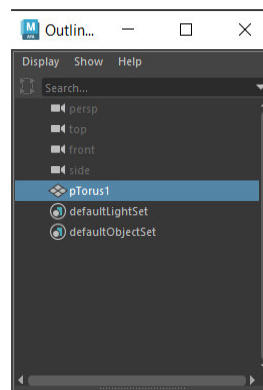 Outlin...
Display Show Help
Search...
persp
top
front
side
pTorus1
defaultLightSet
defaultObjectSet